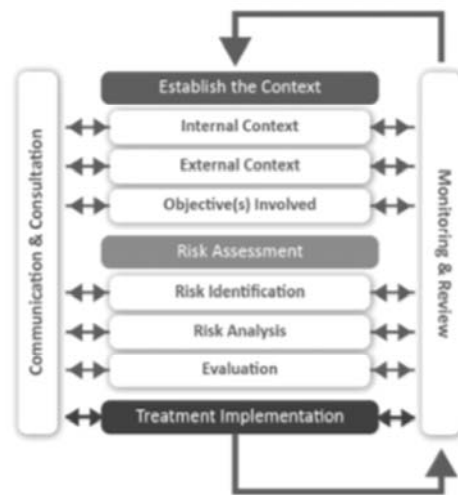 Establish the Context
Internal Context
External Context
Objective(s) Involved
Risk Assessment
Risk Identification
Risk Analysis
Evaluation
Treatment Implementation
Communication & Consultation
Monitoring & Review